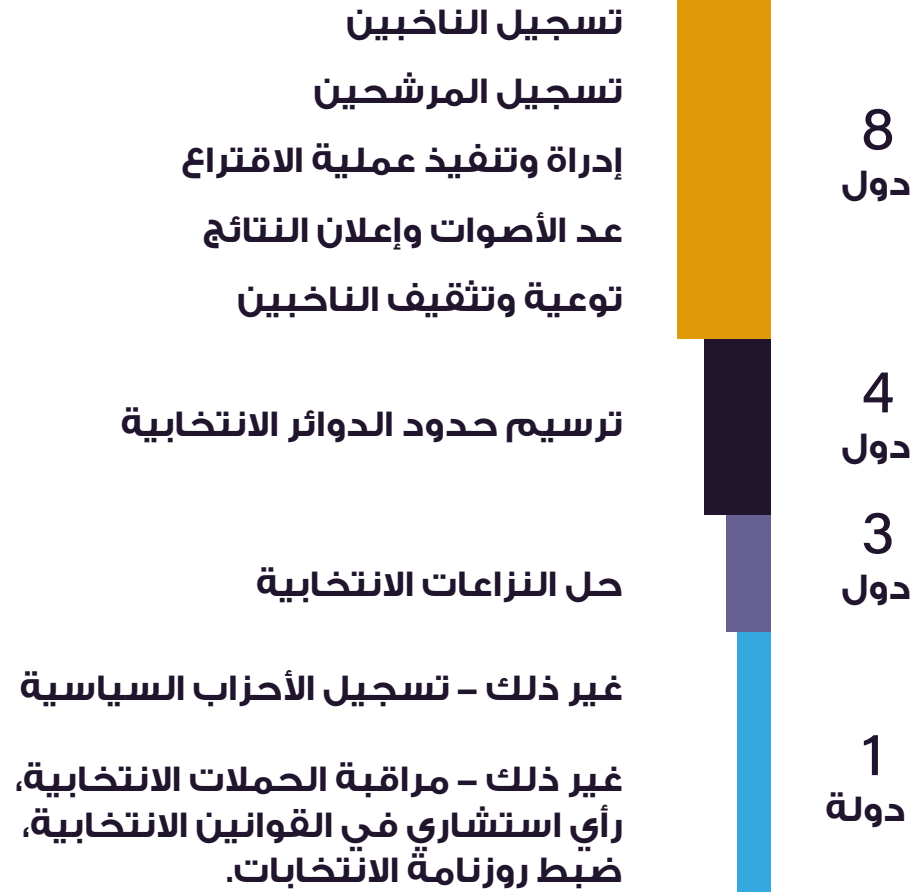 تسجيل الناخبين
تسجيل المرشحين
إدراة وتنفيذ عملية الاقتراع
عد الأصوات وإعلان النتائج
توعية وتثقيف الناخبين
8
دول
ترسيم حدود الدوائر الانتخابية
4
دول
حل النزاعات الانتخابية
3
دول
غير ذلك – تسجيل الأحزاب السياسية
غير ذلك – مراقبة الحملات الانتخابية،
رأي استشاري في القوانين الانتخابية،
ضبط روزنامة الانتخابات.
1
دولة